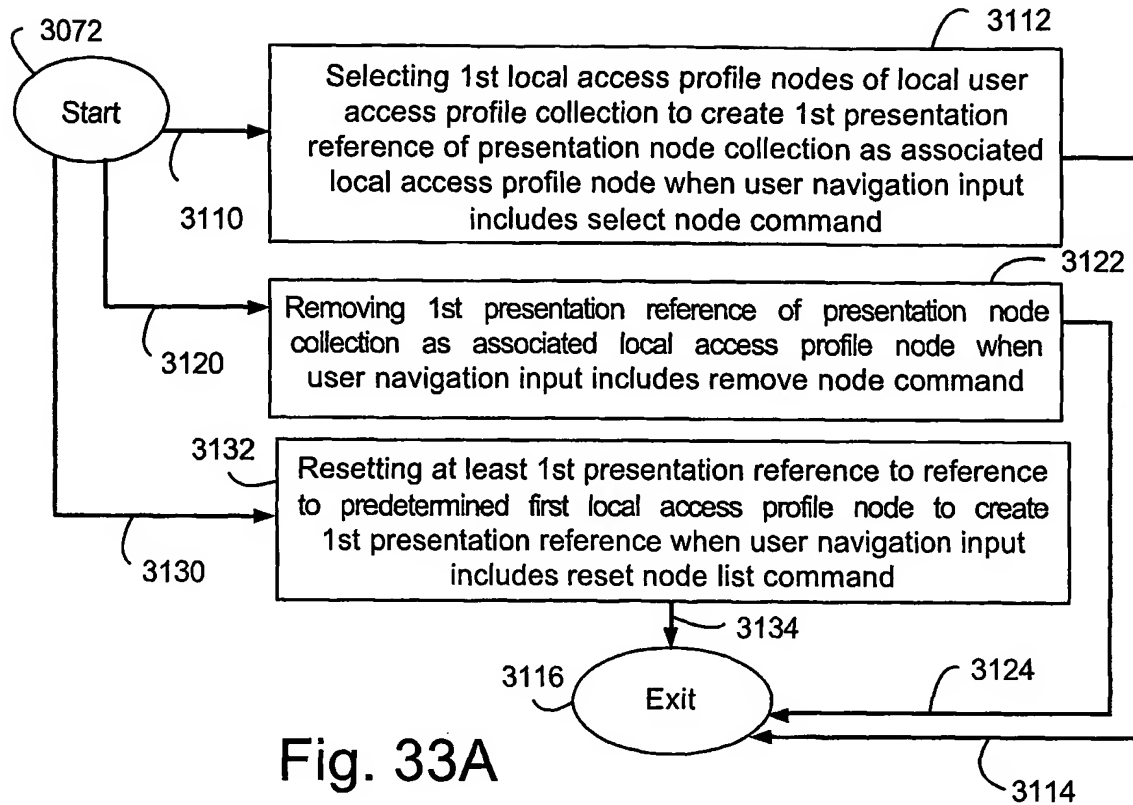 3072
Start
3112
Selecting 1st local access profile nodes of local user
access profile collection to create 1st presentation
reference of presentation node collection as associated
local access profile node when user navigation input
includes select node command
3110
3122
Removing 1st presentation reference of presentation node
collection as associated local access profile node when
user navigation input includes remove node command
3120
3132
Resetting at least 1st presentation reference to reference
to predetermined first local access profile node to create
1st presentation reference when user navigation input
includes reset node list command
3130
3134
3116
Exit
3124
3114
Fig. 33A